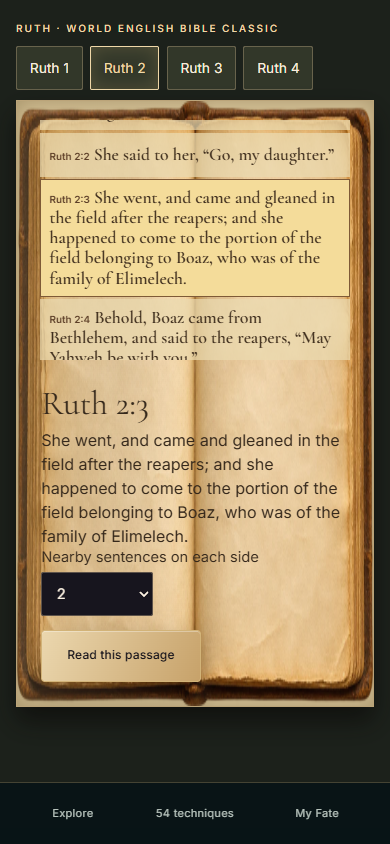 RUTH · WORLD ENGLISH BIBLE CLASSIC
Ruth 1
Ruth 2
Ruth 3
Ruth 4
Ruth 2:2 She said to her, “Go, my daughter.”
Ruth 2:3 She went, and came and gleaned in
the field after the reapers; and she
happened to come to the portion of the
field belonging to Boaz, who was of the
family of Elimelech.
Ruth 2:4 Behold, Boaz came from
Bethlehem, and said to the reapers, “May
Yahweh be with you.”
Ruth 2:3
She went, and came and gleaned in the
field after the reapers; and she
happened to come to the portion of the
field belonging to Boaz, who was of the
family of Elimelech.
Nearby sentences on each side
2
Read this passage
Explore
54 techniques
My Fate